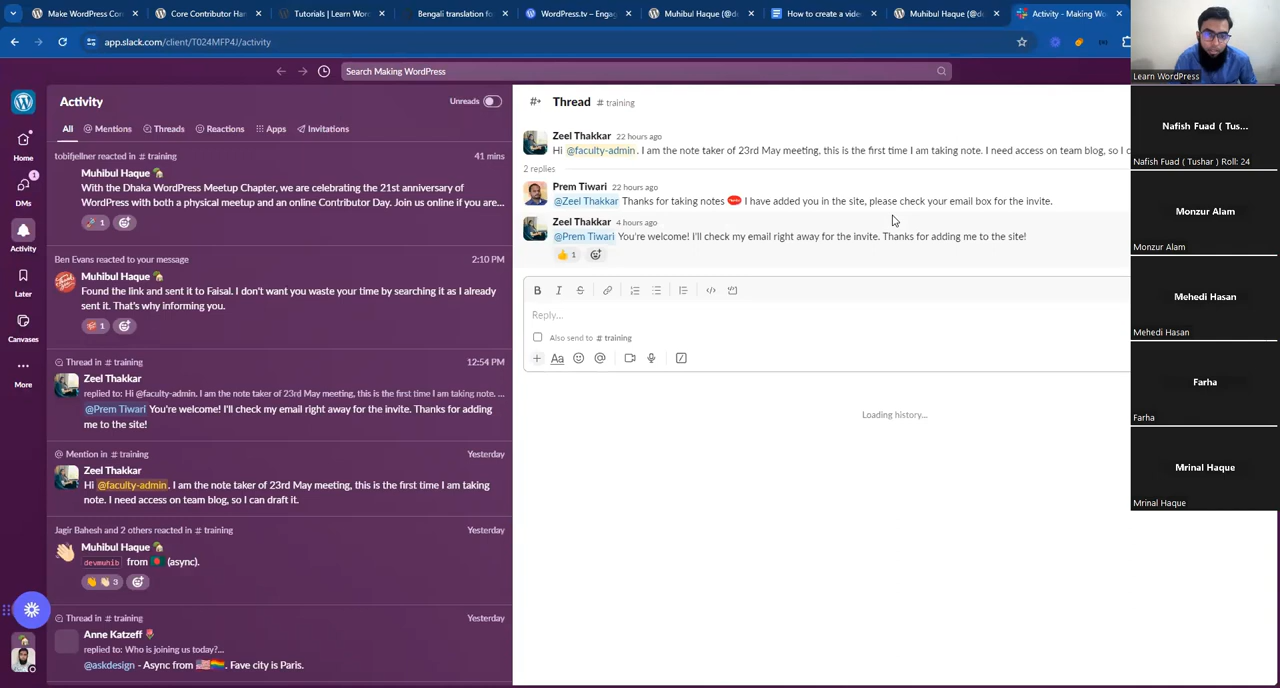 Make WordPress Con
Core Contributor Han
Tutorials | Learn Wor
Bengali translation fo
WordPress.tv – Engag
Muhibul Haque (@de
How to create a vide
Muhibul Haque (@de
Activity - Making Wo
app.slack.com/client/T024MFP4J/activity
Search Making WordPress
Learn WordPress
Home
DMs
1
Activity
Later
Canvases
More
Activity
Unreads
All
Mentions
Threads
Reactions
Apps
Invitations
tobifjellner reacted in # training
41 mins
Muhibul Haque
With the Dhaka WordPress Meetup Chapter, we are celebrating the 21st anniversary of
WordPress with both a physical meetup and an online Contributor Day. Join us online if you are...
1
Ben Evans reacted to your message
2:10 PM
Muhibul Haque
Found the link and sent it to Faisal. I don't want you waste your time by searching it as I already
sent it. That's why informing you.
1
Thread in # training
12:54 PM
Zeel Thakkar
replied to: Hi @faculty-admin. I am the note taker of 23rd May meeting, this is the first time I am taking note. ...
@Prem Tiwari You're welcome! I'll check my email right away for the invite. Thanks for adding
me to the site!
Mention in # training
Yesterday
Zeel Thakkar
Hi @faculty-admin. I am the note taker of 23rd May meeting, this is the first time I am taking
note. I need access on team blog, so I can draft it.
Jagir Bahesh and 2 others reacted in # training
Yesterday
Muhibul Haque
devmuhib from (async).
3
Thread in # training
Yesterday
Anne Katzeff
replied to: Who is joining us today?...
@askdesign - Async from . Fave city is Paris.
Thread
# training
Zeel Thakkar 22 hours ago
Hi @faculty-admin. I am the note taker of 23rd May meeting, this is the first time I am taking note. I need access on team blog, so I c
2 replies
Prem Tiwari 22 hours ago
@Zeel Thakkar Thanks for taking notes I have added you in the site, please check your email box for the invite.
Zeel Thakkar 4 hours ago
@Prem Tiwari You're welcome! I'll check my email right away for the invite. Thanks for adding me to the site!
1
B I S
Reply...
Also send to # training
Aa
Loading history...
Nafish Fuad ( Tus...
Nafish Fuad ( Tushar ) Roll: 24
Monzur Alam
Monzur Alam
Mehedi Hasan
Mehedi Hasan
Farha
Farha
Mrinal Haque
Mrinal Haque